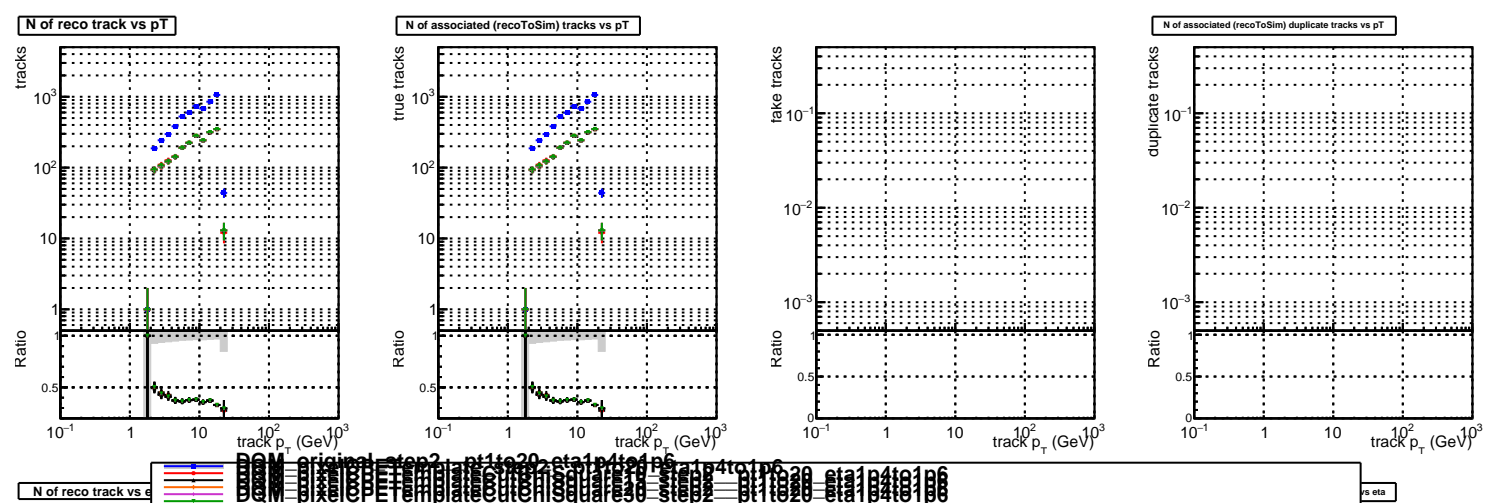 N of reco track vs pT
N of associated (recoToSim) tracks vs pT
N of associated (recoToSim) duplicate tracks vs pT
tracks
10³
10²
10
1
Ratio
1
0.5
10⁻¹ 1 10 10² 10³
track p_T (GeV)
true tracks
10³
10²
10
1
Ratio
1
0.5
10⁻¹ 1 10 10² 10³
track p_T (GeV)
fake tracks
10⁻¹
10⁻²
10⁻³
Ratio
1
0.5
0
10⁻¹ 1 10 10² 10³
track p_T (GeV)
duplicate tracks
10⁻¹
10⁻²
10⁻³
Ratio
1
0.5
0
10⁻¹ 1 10 10² 10³
track p_T (GeV)
DQM_original_step2__pt1to20_eta1p4to1p6
DQM_pixelCPETemplateCutChiSquare30_step2__pt1to20_eta1p4to1p6
N of reco track vs e
vs eta